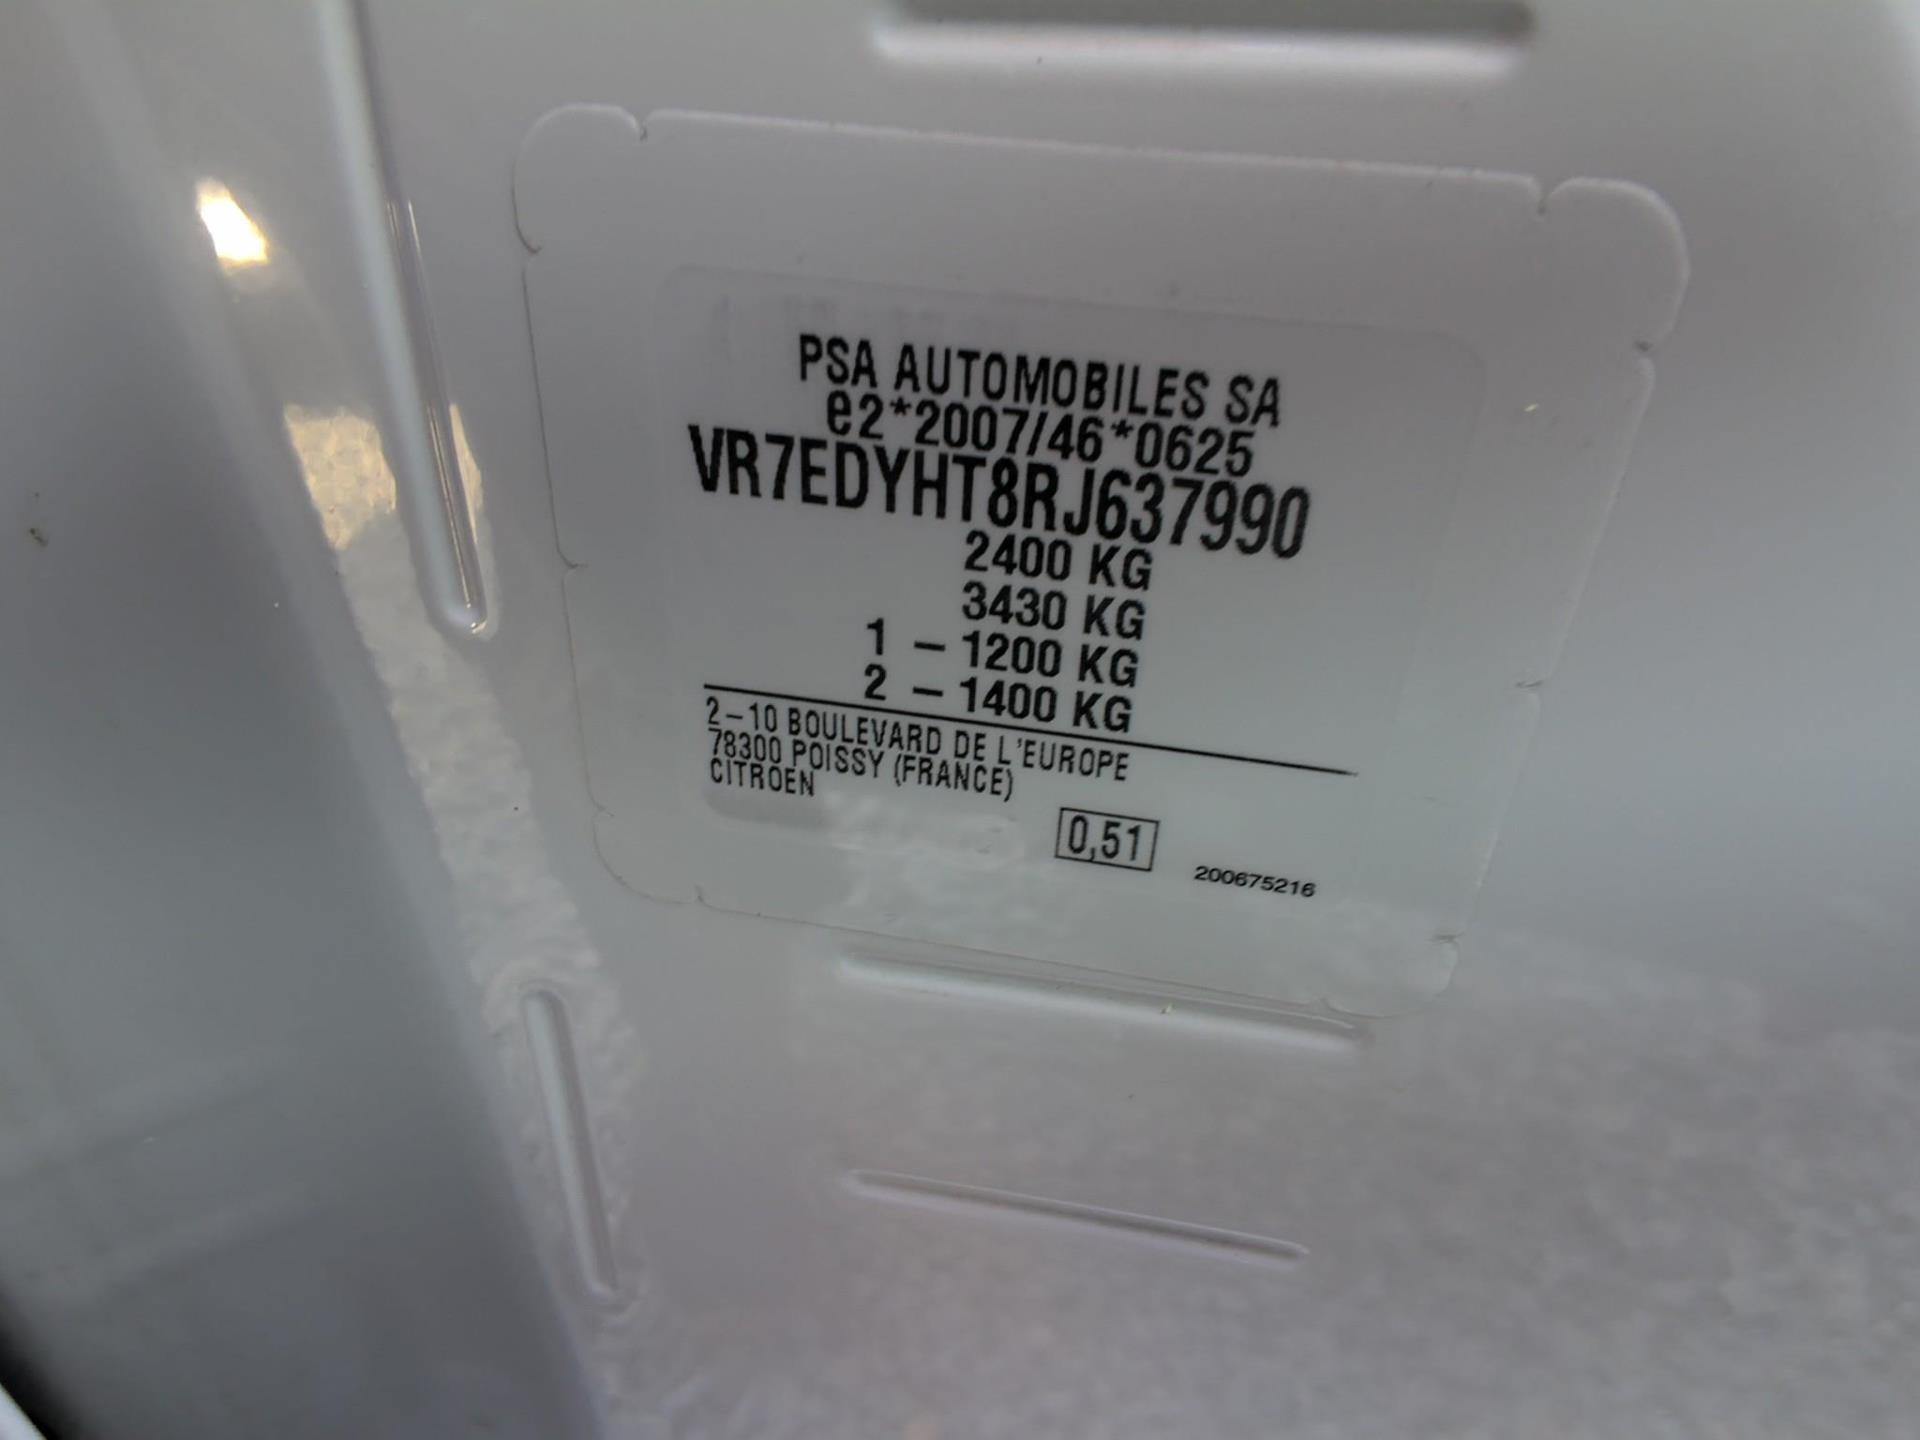 PSA AUTOMOBILES SA
e2*2007/46*0625
VR7EDYHT8RJ637990
2400 KG
3430 KG
1 – 1200 KG
2 – 1400 KG
2–10 BOULEVARD DE L'EUROPE
78300 POISSY (FRANCE)
CITROEN
0,51
200675216